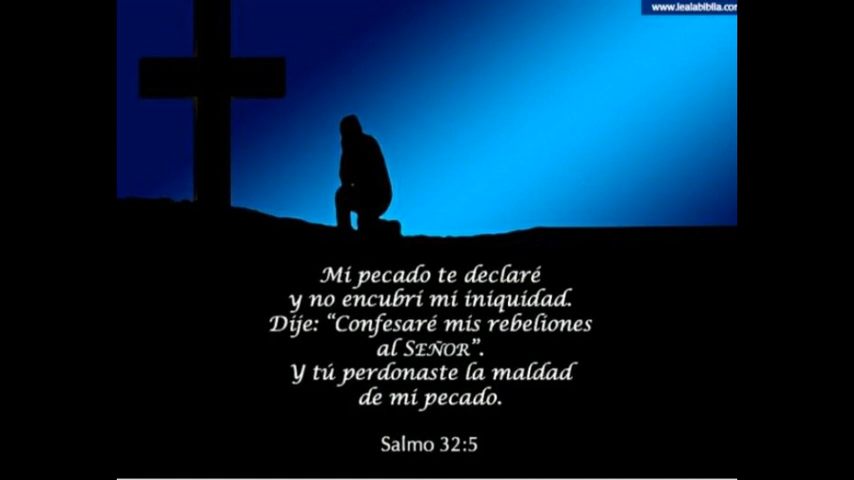 www.lealabiblia.com
Mi pecado te declaré
y no encubrí mi iniquidad.
Dije: “Confesaré mis rebeliones
al SEÑOR”.
Y tú perdonaste la maldad
de mi pecado.
Salmo 32:5